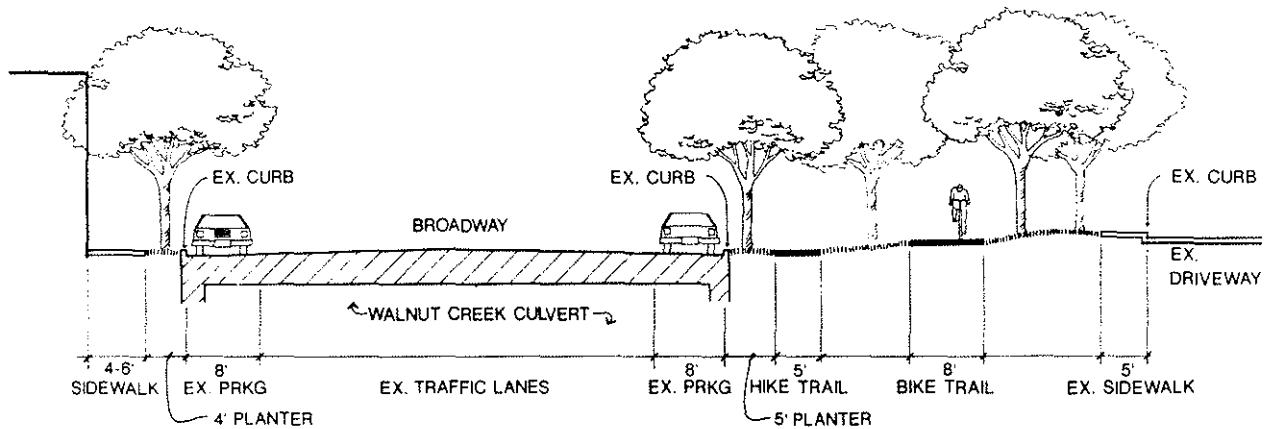 EX. CURB
EX. CURB
EX. CURB
BROADWAY
EX.
DRIVEWAY
WALNUT CREEK CULVERT
4-6'
SIDEWALK
8'
EX. PRKG
EX. TRAFFIC LANES
8'
EX. PRKG
5'
HIKE TRAIL
8'
BIKE TRAIL
5'
EX. SIDEWALK
4' PLANTER
5' PLANTER